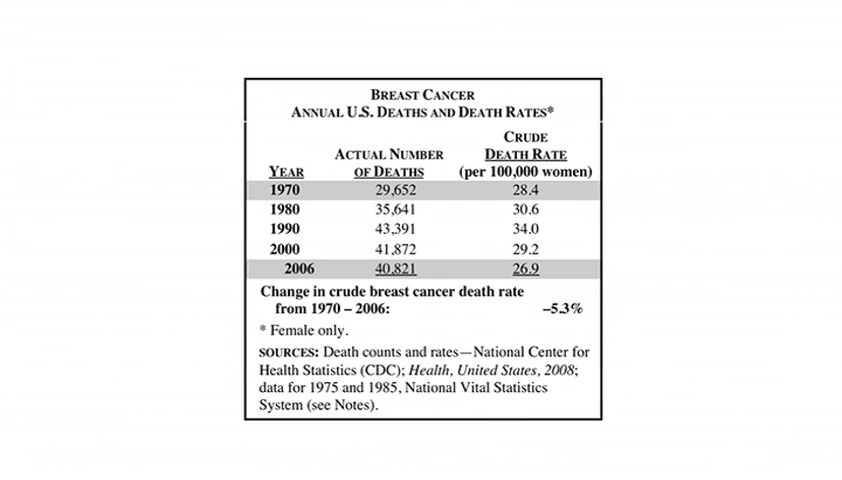 BREAST CANCER
ANNUAL U.S. DEATHS AND DEATH RATES*
CRUDE
ACTUAL NUMBER DEATH RATE
YEAR OF DEATHS (per 100,000 women)
1970 29,652 28.4
1980 35,641 30.6
1990 43,391 34.0
2000 41,872 29.2
2006 40,821 26.9
Change in crude breast cancer death rate
from 1970 – 2006: –5.3%
* Female only.
SOURCES: Death counts and rates—National Center for
Health Statistics (CDC); Health, United States, 2008;
data for 1975 and 1985, National Vital Statistics
System (see Notes).